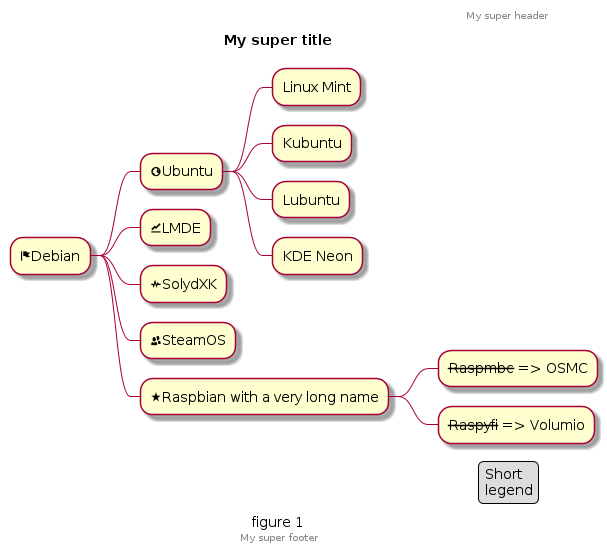 My super header
My super title
Linux Mint
Kubuntu
Ubuntu
Lubuntu
LMDE
KDE Neon
Debian
SolydXK
SteamOS
Raspmbc => OSMC
Raspbian with a very long name
Raspyfi => Volumio
Short
legend
figure 1
My super footer